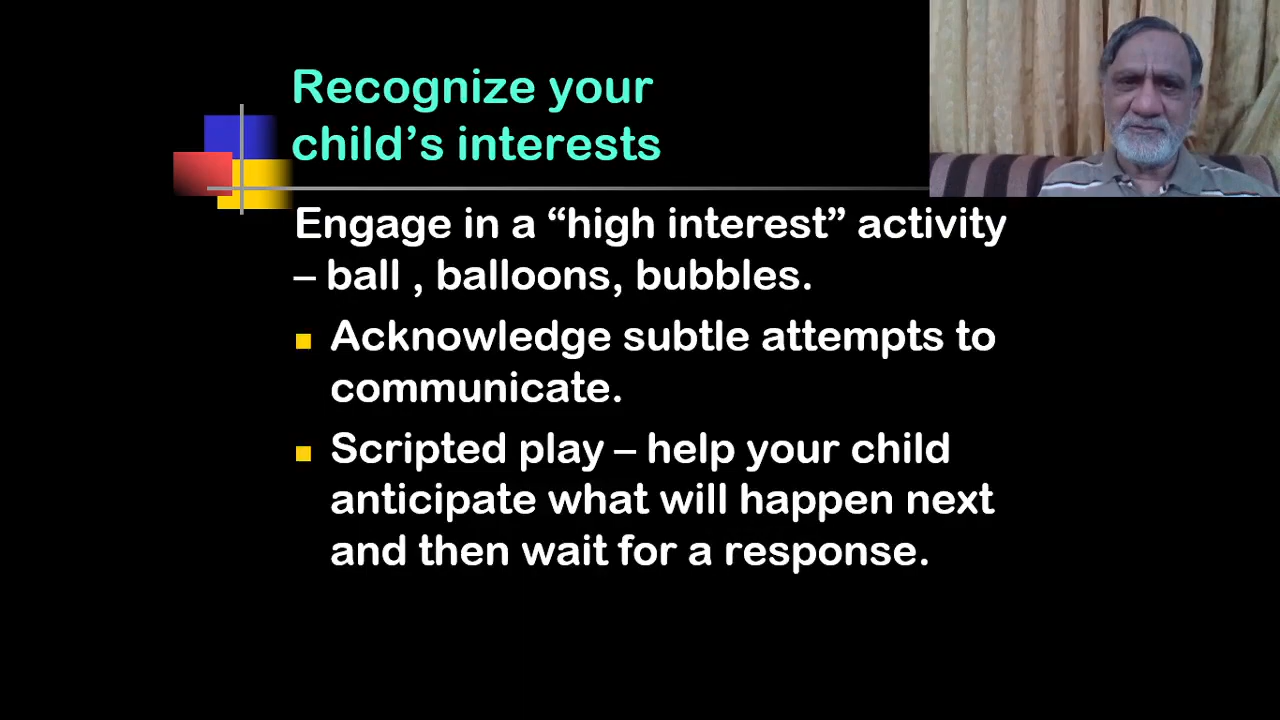 Recognize your
child’s interests
Engage in a “high interest” activity
– ball , balloons, bubbles.
Acknowledge subtle attempts to
communicate.
Scripted play – help your child
anticipate what will happen next
and then wait for a response.